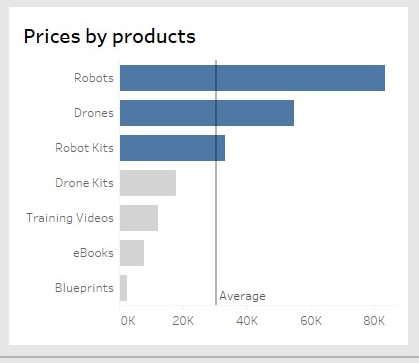 Prices by products
Robots
Drones
Robot Kits
Drone Kits
Training Videos
eBooks
Blueprints
Average
0K 20K 40K 60K 80K